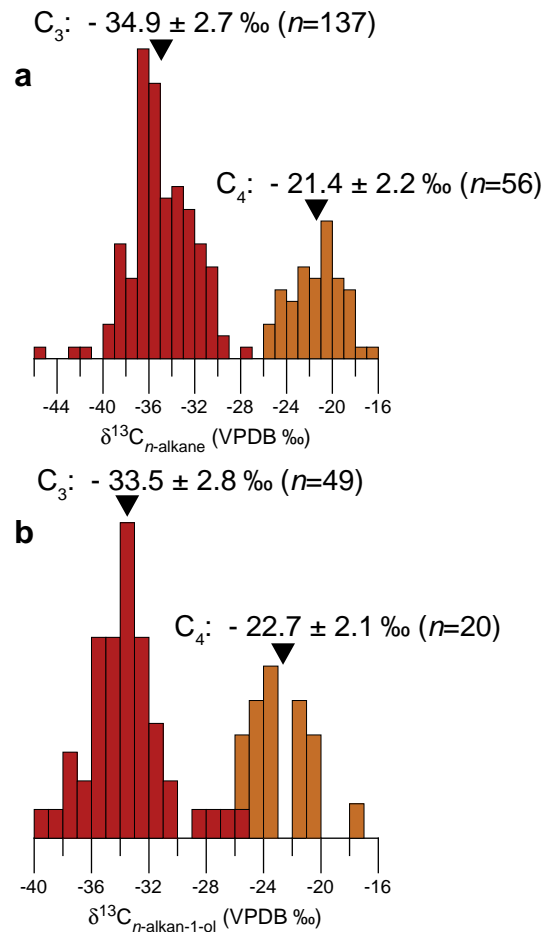 C₃: - 34.9 ± 2.7 ‰ (n=137)
a
C₄: - 21.4 ± 2.2 ‰ (n=56)
-44 -40 -36 -32 -28 -24 -20 -16
δ¹³C n-alkane (VPDB ‰)
C₃: - 33.5 ± 2.8 ‰ (n=49)
b
C₄: - 22.7 ± 2.1 ‰ (n=20)
-40 -36 -32 -28 -24 -20 -16
δ¹³C n-alkan-1-ol (VPDB ‰)